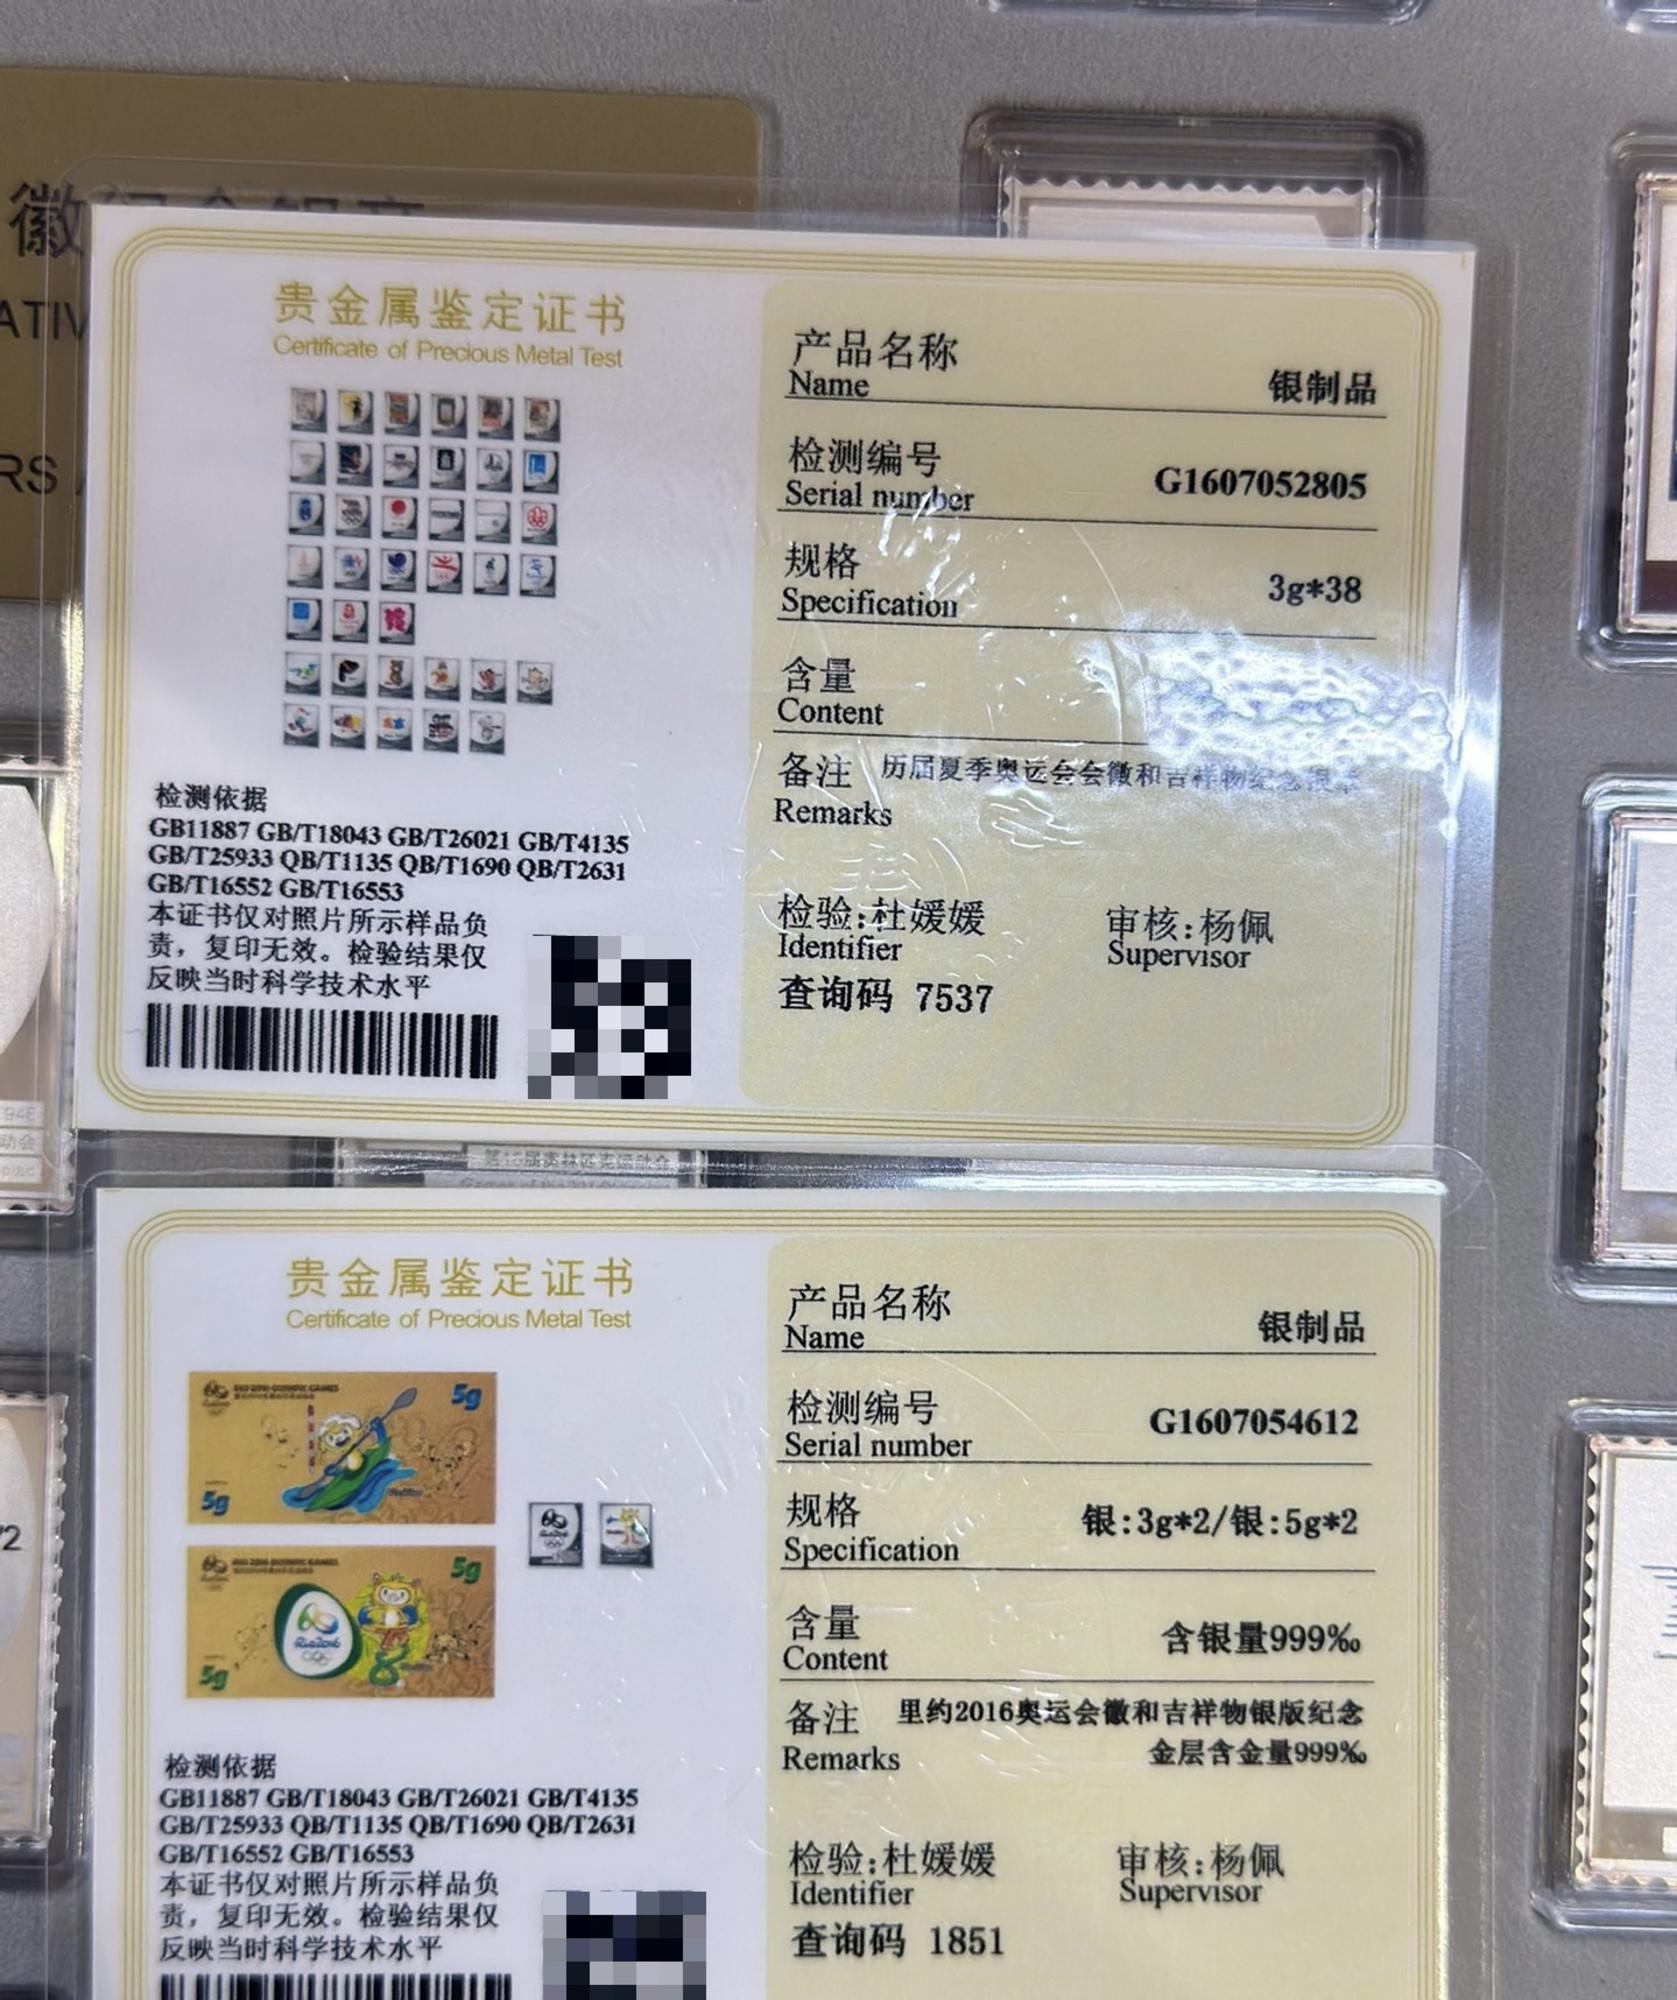 徽
ATIV
RS
贵金属鉴定证书
Certificate of Precious Metal Test
检测依据
GB11887 GB/T18043 GB/T26021 GB/T4135
GB/T25933 QB/T1135 QB/T1690 QB/T2631
GB/T16552 GB/T16553
本证书仅对照片所示样品负
责，复印无效。检验结果仅
反映当时科学技术水平
产品名称
Name
银制品
检测编号
Serial number
G1607052805
规格
Specification
3g*38
含量
Content
备注 历届夏季奥运会会徽和吉祥物纪念银章
Remarks
检验:杜媛媛 审核:杨佩
Identifier Supervisor
查询码 7537
贵金属鉴定证书
Certificate of Precious Metal Test
RIO 2016 OLYMPIC GAMES
5g
5g
RIO 2016 OLYMPIC GAMES
5g
Rio2016
5g
检测依据
GB11887 GB/T18043 GB/T26021 GB/T4135
GB/T25933 QB/T1135 QB/T1690 QB/T2631
GB/T16552 GB/T16553
本证书仅对照片所示样品负
责，复印无效。检验结果仅
反映当时科学技术水平
产品名称
Name
银制品
检测编号
Serial number
G1607054612
规格
Specification
银:3g*2/银:5g*2
含量
Content
含银量999‰
备注 里约2016奥运会徽和吉祥物银版纪念
Remarks 金层含金量999‰
检验:杜媛媛 审核:杨佩
Identifier Supervisor
查询码 1851